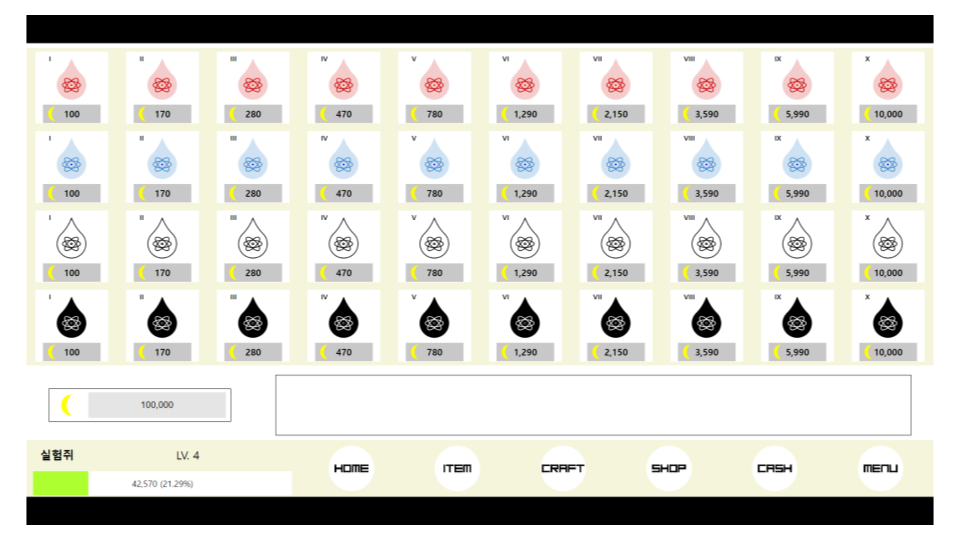 I II III IV V VI VII VIII IX X
100 170 280 470 780 1,290 2,150 3,590 5,990 10,000
I II III IV V VI VII VIII IX X
100 170 280 470 780 1,290 2,150 3,590 5,990 10,000
I II III IV V VI VII VIII IX X
100 170 280 470 780 1,290 2,150 3,590 5,990 10,000
I II III IV V VI VII VIII IX X
100 170 280 470 780 1,290 2,150 3,590 5,990 10,000
100,000
실험쥐 LV. 4
HOME ITEM CRAFT SHOP CASH MENU
42,570 (21.29%)